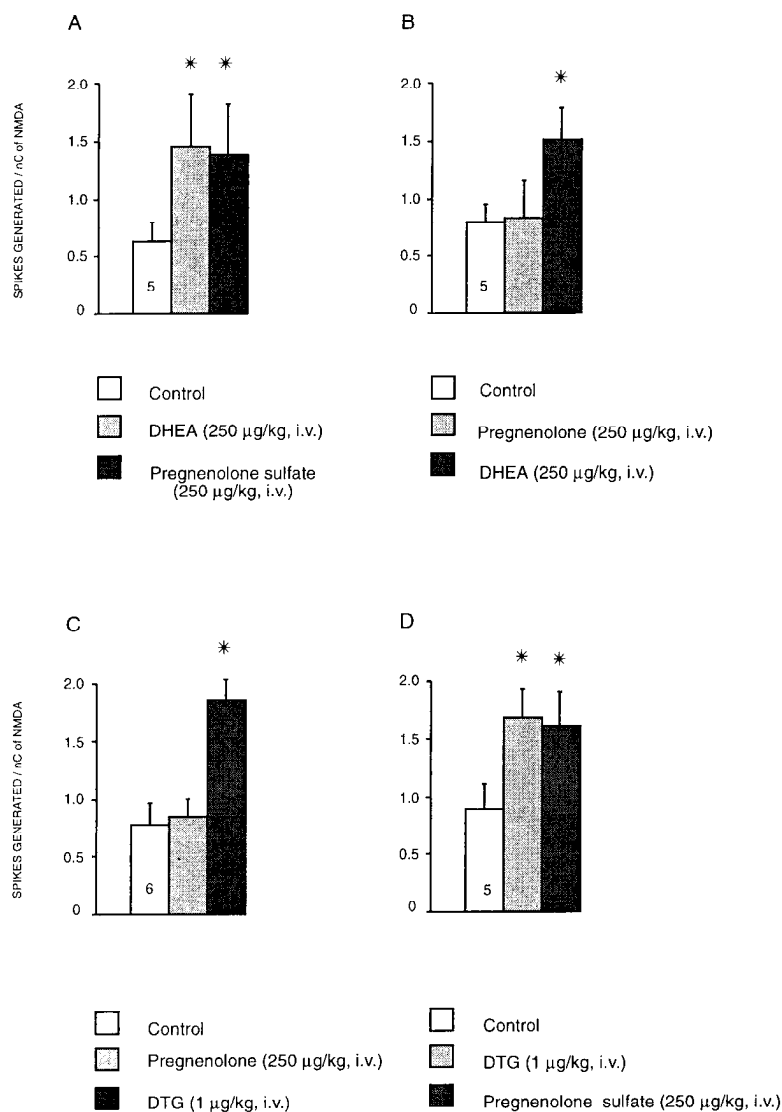 A
SPIKES GENERATED / nC of NMDA
2.0
1.5
1.0
0.5
0
* *
5
Control
DHEA (250 µg/kg, i.v.)
Pregnenolone sulfate
(250 µg/kg, i.v.)
B
2.0
1.5
1.0
0.5
0
*
5
Control
Pregnenolone (250 µg/kg, i.v.)
DHEA (250 µg/kg, i.v.)
C
SPIKES GENERATED / nC of NMDA
2.0
1.5
1.0
0.5
0
*
6
Control
Pregnenolone (250 µg/kg, i.v.)
DTG (1 µg/kg, i.v.)
D
2.0
1.5
1.0
0.5
0
* *
5
Control
DTG (1 µg/kg, i.v.)
Pregnenolone sulfate (250 µg/kg, i.v.)